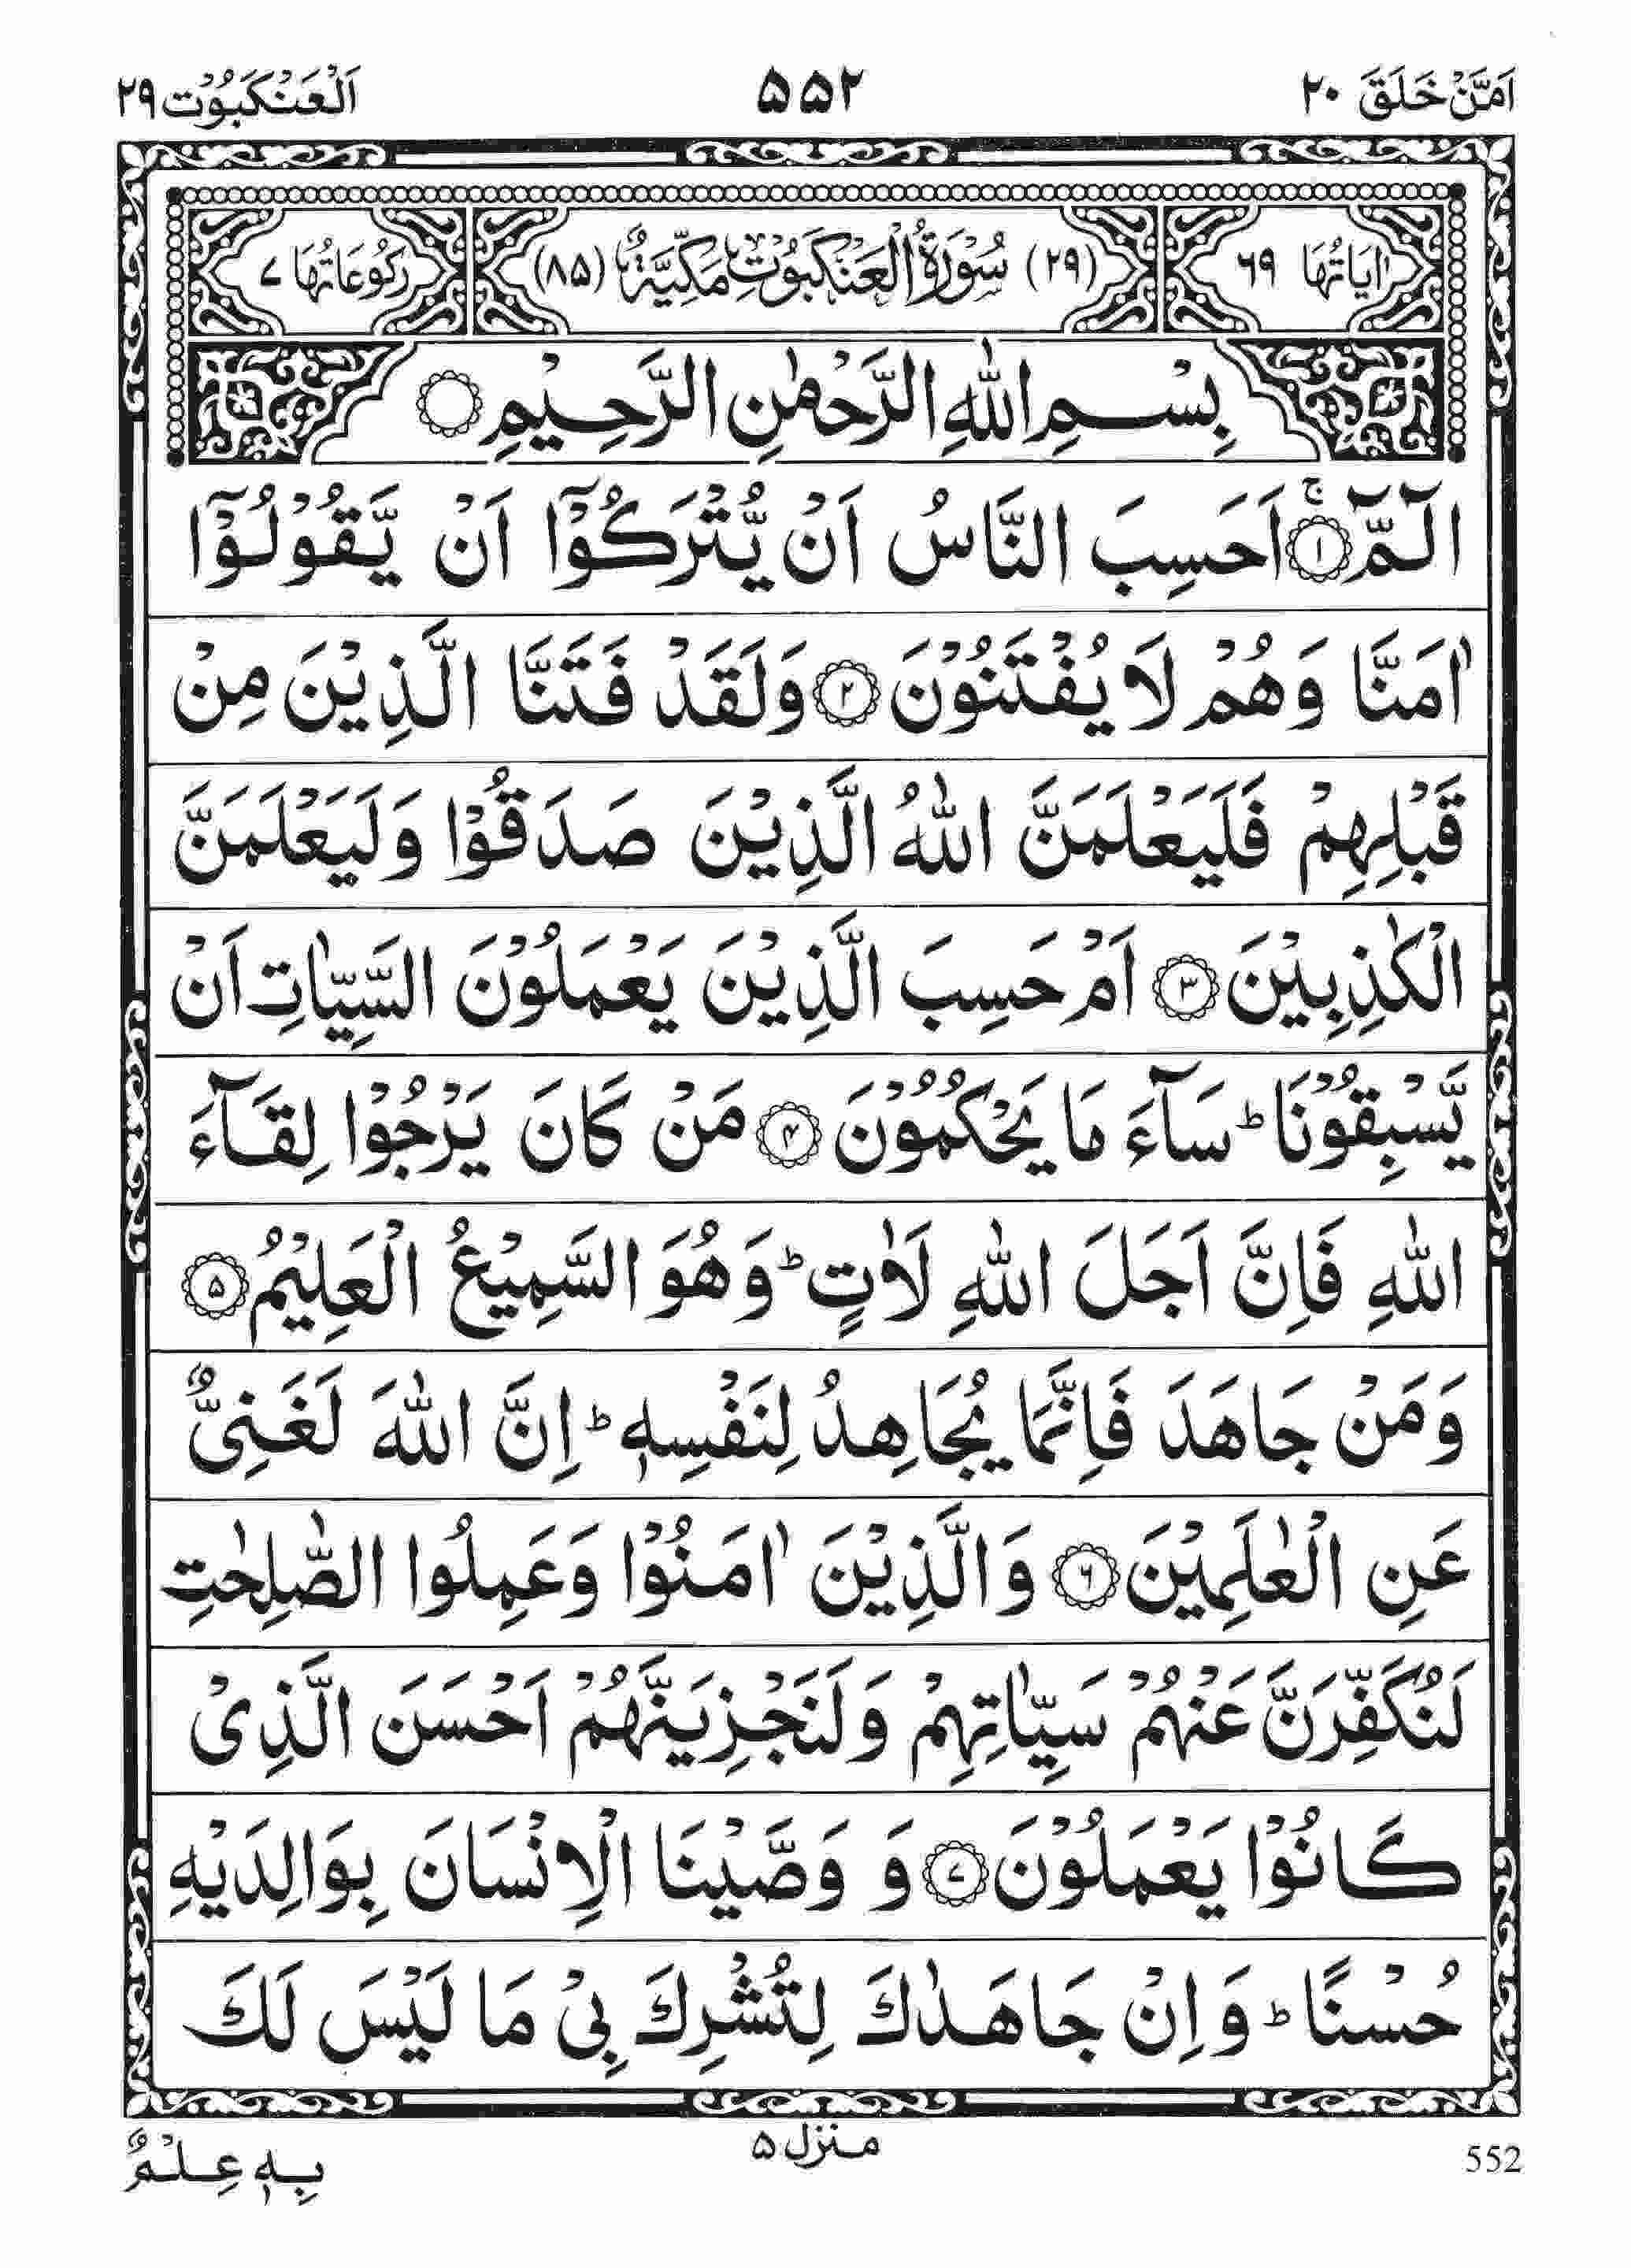 اَمَّنْ خَلَقَ ٢٠
٥٥٢
اَلْعَنْكَبُوْت ٢٩
اٰيَاتُهَا ٦٩
(٢٩) سُوْرَةُ الْعَنْكَبُوْتِ مَكِّيَّةٌ (٨٥)
رُكُوْعَاتُهَا ٧
بِسْمِ اللّٰهِ الرَّحْمٰنِ الرَّحِيْمِ
الٓـمّٓ ۚ﴿١﴾ اَحَسِبَ النَّاسُ اَنْ يُّتْرَكُوْٓا اَنْ يَّقُوْلُوْٓا
اٰمَنَّا وَهُمْ لَا يُفْتَنُوْنَ ﴿٢﴾ وَلَقَدْ فَتَنَّا الَّذِيْنَ مِنْ
قَبْلِهِمْ فَلَيَعْلَمَنَّ اللّٰهُ الَّذِيْنَ صَدَقُوْا وَلَيَعْلَمَنَّ
الْكٰذِبِيْنَ ﴿٣﴾ اَمْ حَسِبَ الَّذِيْنَ يَعْمَلُوْنَ السَّيِّاٰتِ اَنْ
يَّسْبِقُوْنَا ؕ سَآءَ مَا يَحْكُمُوْنَ ﴿٤﴾ مَنْ كَانَ يَرْجُوْا لِقَآءَ
اللّٰهِ فَاِنَّ اَجَلَ اللّٰهِ لَاٰتٍ ؕ وَهُوَ السَّمِيْعُ الْعَلِيْمُ ﴿٥﴾
وَمَنْ جَاهَدَ فَاِنَّمَا يُجَاهِدُ لِنَفْسِهٖ ؕ اِنَّ اللّٰهَ لَغَنِىٌّ
عَنِ الْعٰلَمِيْنَ ﴿٦﴾ وَالَّذِيْنَ اٰمَنُوْا وَعَمِلُوا الصّٰلِحٰتِ
لَنُكَفِّرَنَّ عَنْهُمْ سَيِّاٰتِهِمْ وَلَنَجْزِيَنَّهُمْ اَحْسَنَ الَّذِىْ
كَانُوْا يَعْمَلُوْنَ ﴿٧﴾ وَ وَصَّيْنَا الْاِنْسَانَ بِوَالِدَيْهِ
حُسْنًا ؕ وَ اِنْ جَاهَدٰكَ لِتُشْرِكَ بِىْ مَا لَيْسَ لَكَ
منزل ٥
بِهٖ عِلْمٌ
552